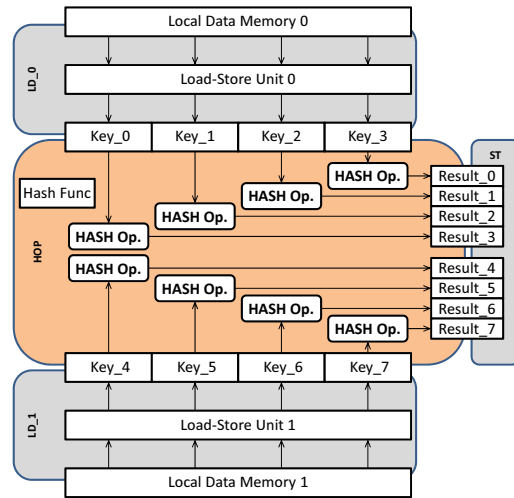 Local Data Memory 0
LD_0
Load-Store Unit 0
Key_0 Key_1 Key_2 Key_3
ST
HASH Op. Result_0
Hash Func
HASH Op. Result_1
HASH Op. Result_2
HASH Op. Result_3
HOP
HASH Op. Result_4
HASH Op. Result_5
HASH Op. Result_6
HASH Op. Result_7
Key_4 Key_5 Key_6 Key_7
LD_1
Load-Store Unit 1
Local Data Memory 1